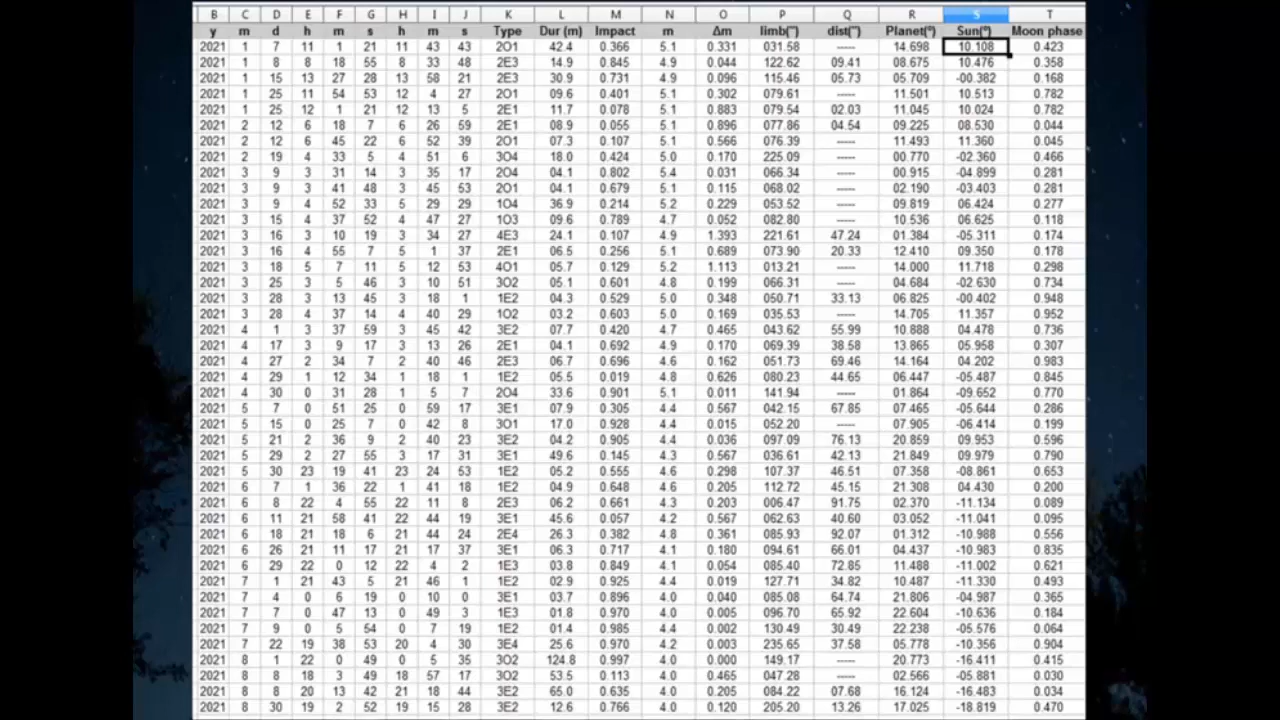 B C D E F G H I J K L M N O P Q R S T
y m d h m s h m s Type Dur (m) Impact m Δm limb(") dist(") Planet(º) Sun(º) Moon phase
2021 1 7 11 1 21 11 43 43 2O1 42.4 0.366 5.1 0.331 031.58 ----- 14.698 10.108 0.423
2021 1 8 8 18 55 8 33 48 2E3 14.9 0.845 4.9 0.044 122.62 09.41 08.675 10.476 0.358
2021 1 15 13 27 28 13 58 21 2E3 30.9 0.731 4.9 0.096 115.46 05.73 05.709 -00.382 0.168
2021 1 25 11 54 53 12 4 27 2O1 09.6 0.401 5.1 0.302 079.61 ----- 11.501 10.513 0.782
2021 1 25 12 1 21 12 13 5 2E1 11.7 0.078 5.1 0.883 079.54 02.03 11.045 10.024 0.782
2021 2 12 6 18 7 6 26 59 2E1 08.9 0.055 5.1 0.896 077.86 04.54 09.225 08.530 0.044
2021 2 12 6 45 22 6 52 39 2O1 07.3 0.107 5.1 0.566 076.39 ----- 11.493 11.360 0.045
2021 2 19 4 33 5 4 51 6 3O4 18.0 0.424 5.0 0.170 225.09 ----- 00.770 -02.360 0.466
2021 3 9 3 31 14 3 35 17 2O4 04.1 0.802 5.4 0.031 066.34 ----- 00.915 -04.899 0.281
2021 3 9 3 41 48 3 45 53 2O1 04.1 0.679 5.1 0.115 068.02 ----- 02.190 -03.403 0.281
2021 3 9 4 52 33 5 29 29 1O4 36.9 0.214 5.2 0.229 053.52 ----- 09.819 06.424 0.277
2021 3 15 4 37 52 4 47 27 1O3 09.6 0.789 4.7 0.052 082.80 ----- 10.536 06.625 0.118
2021 3 16 3 10 19 3 34 27 4E3 24.1 0.107 4.9 1.393 221.61 47.24 01.384 -05.311 0.174
2021 3 16 4 55 7 5 1 37 2E1 06.5 0.256 5.1 0.689 073.90 20.33 12.410 09.350 0.178
2021 3 18 5 7 11 5 12 53 4O1 05.7 0.129 5.2 1.113 013.21 ----- 14.000 11.718 0.298
2021 3 25 3 5 46 3 10 51 3O2 05.1 0.601 4.8 0.199 066.31 ----- 04.684 -02.630 0.734
2021 3 28 3 13 45 3 18 1 1E2 04.3 0.529 5.0 0.348 050.71 33.13 06.825 -00.402 0.948
2021 3 28 4 37 14 4 40 29 1O2 03.2 0.603 5.0 0.169 035.53 ----- 14.705 11.357 0.952
2021 4 1 3 37 59 3 45 42 3E2 07.7 0.420 4.7 0.465 043.62 55.99 10.888 04.478 0.736
2021 4 17 3 9 17 3 13 26 2E1 04.1 0.692 4.9 0.170 069.39 38.58 13.865 05.958 0.307
2021 4 27 2 34 7 2 40 46 2E3 06.7 0.696 4.6 0.162 051.73 69.46 14.164 04.202 0.983
2021 4 29 1 12 34 1 18 1 1E2 05.5 0.019 4.8 0.626 080.23 44.65 06.447 -05.487 0.845
2021 4 30 0 31 28 1 5 7 2O4 33.6 0.901 5.1 0.011 141.94 ----- 01.864 -09.652 0.770
2021 5 7 0 51 25 0 59 17 3E1 07.9 0.305 4.4 0.567 042.15 67.85 07.465 -05.644 0.286
2021 5 15 0 25 7 0 42 8 3O1 17.0 0.928 4.4 0.015 052.20 ----- 07.905 -06.414 0.199
2021 5 21 2 36 9 2 40 23 3E2 04.2 0.905 4.4 0.036 097.09 76.13 20.859 09.953 0.596
2021 5 29 2 27 55 3 17 31 3E1 49.6 0.145 4.3 0.567 036.61 42.13 21.849 09.979 0.790
2021 5 30 23 19 41 23 24 53 1E2 05.2 0.555 4.6 0.298 107.37 46.51 07.358 -08.861 0.653
2021 6 7 1 36 22 1 41 18 1E2 04.9 0.648 4.6 0.205 112.72 45.15 21.308 04.430 0.200
2021 6 8 22 4 55 22 11 8 2E3 06.2 0.661 4.3 0.203 006.47 91.75 02.370 -11.134 0.089
2021 6 11 21 58 41 22 44 19 3E1 45.6 0.057 4.2 0.567 062.63 40.60 03.052 -11.041 0.095
2021 6 18 21 18 6 21 44 24 2E4 26.3 0.382 4.8 0.361 085.93 92.07 01.312 -10.988 0.556
2021 6 26 21 11 17 21 17 37 3E1 06.3 0.717 4.1 0.180 094.61 66.01 04.437 -10.983 0.835
2021 6 29 22 0 12 22 4 2 1E3 03.8 0.849 4.1 0.054 085.40 72.85 11.488 -11.002 0.621
2021 7 1 21 43 5 21 46 1 1E2 02.9 0.925 4.4 0.019 127.71 34.82 10.487 -11.330 0.493
2021 7 4 0 6 19 0 10 0 3E1 03.7 0.896 4.0 0.040 085.08 64.74 21.806 -04.987 0.365
2021 7 7 0 47 13 0 49 3 1E3 01.8 0.970 4.0 0.005 096.70 65.92 22.604 -10.636 0.184
2021 7 9 0 5 54 0 7 19 1E2 01.4 0.985 4.4 0.002 130.49 30.49 22.238 -05.576 0.064
2021 7 22 19 38 53 20 4 30 3E4 25.6 0.970 4.2 0.003 235.65 37.58 05.778 -10.356 0.904
2021 8 1 22 0 49 0 5 35 3O2 124.8 0.997 4.0 0.000 149.17 ----- 20.773 -16.411 0.415
2021 8 8 18 3 49 18 57 17 3O2 53.5 0.113 4.0 0.465 047.28 ----- 02.566 -05.881 0.030
2021 8 8 20 13 42 21 18 44 3E2 65.0 0.635 4.0 0.205 084.22 07.68 16.124 -16.483 0.034
2021 8 30 19 2 52 19 15 28 3E2 12.6 0.766 4.0 0.120 205.20 13.26 17.025 -18.819 0.470